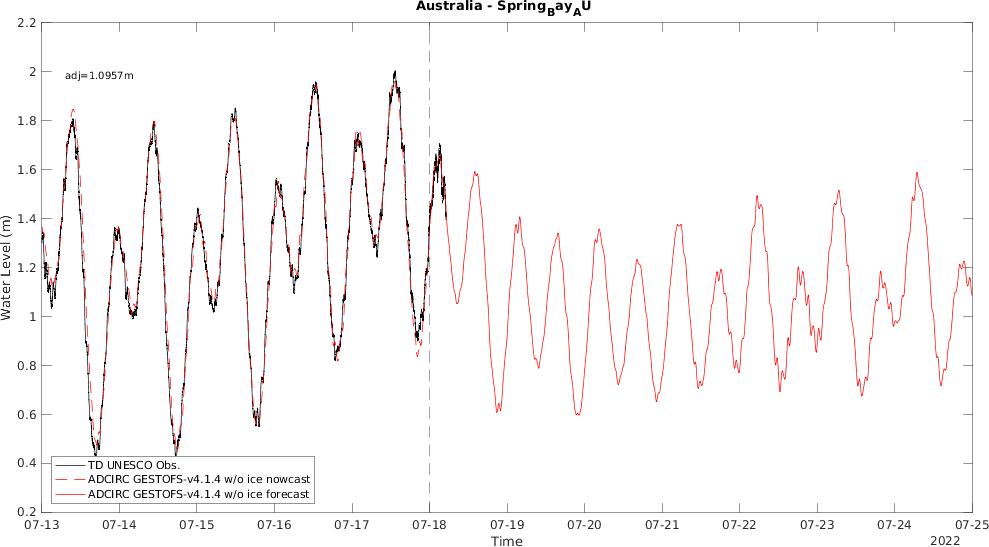 Australia - SpringBayAU
2.2
2
1.8
1.6
1.4
1.2
1
0.8
0.6
0.4
0.2
Water Level (m)
adj=1.0957m
TD UNESCO Obs.
ADCIRC GESTOFS-v4.1.4 w/o ice nowcast
ADCIRC GESTOFS-v4.1.4 w/o ice forecast
07-13 07-14 07-15 07-16 07-17 07-18 07-19 07-20 07-21 07-22 07-23 07-24 07-25
Time
2022